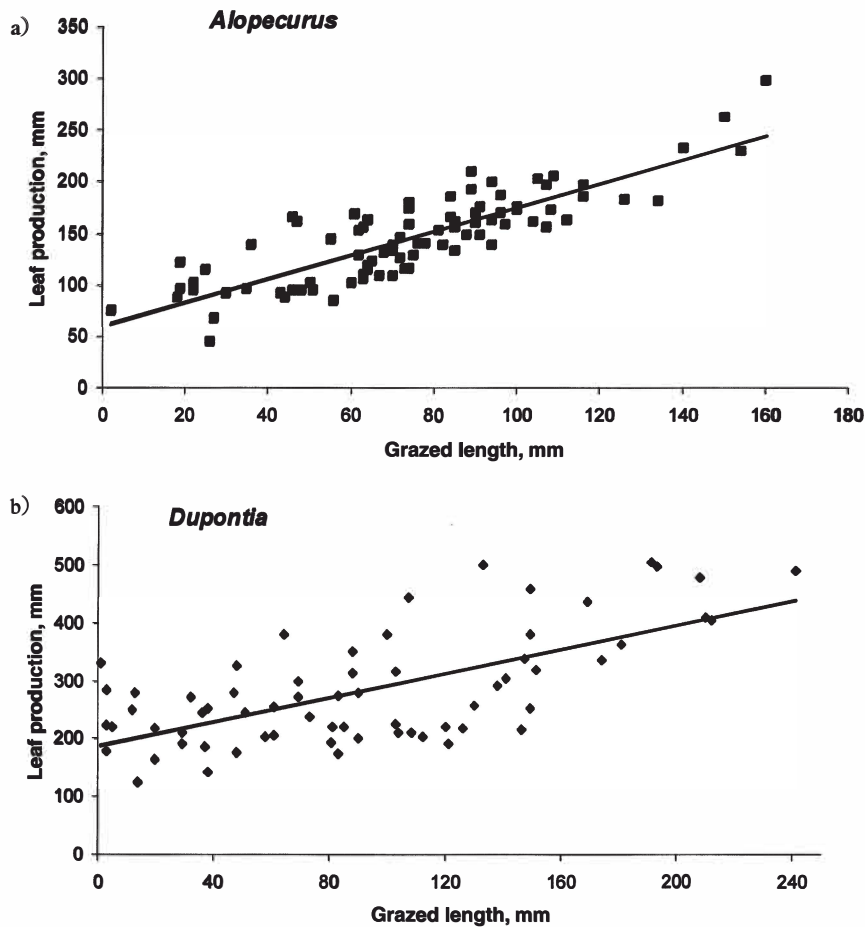 a)
Alopecurus
350
300
250
200
150
100
50
0
Leaf production, mm
0 20 40 60 80 100 120 140 160 180
Grazed length, mm
b)
Dupontia
600
500
400
300
200
100
0
Leaf production, mm
0 40 80 120 160 200 240
Grazed length, mm